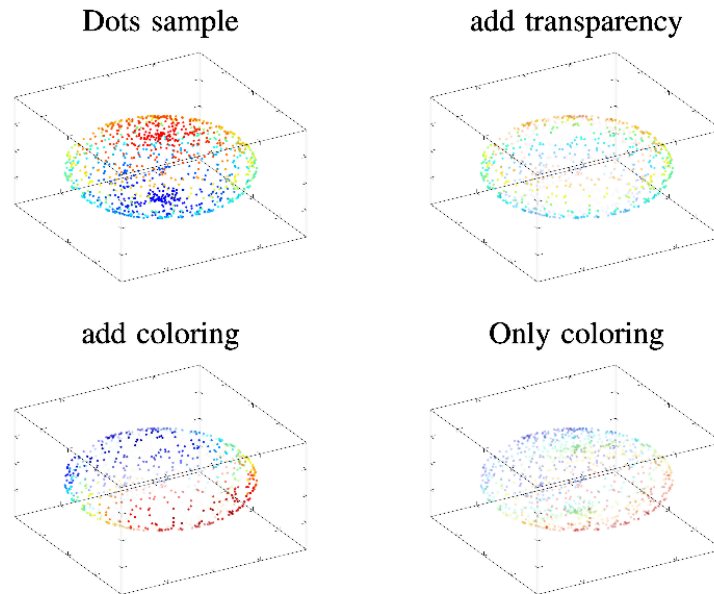 Dots sample
add transparency
add coloring
Only coloring